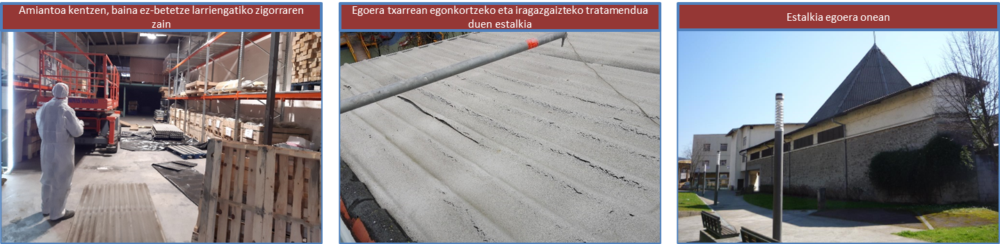 Amiantoa kentzen, baina ez-betetze larriengatiko zigorraren
zain
Egoera txarrean egonkortzeko eta iragazgaizteko tratamendua
duen estalkia
Estalkia egoera onean